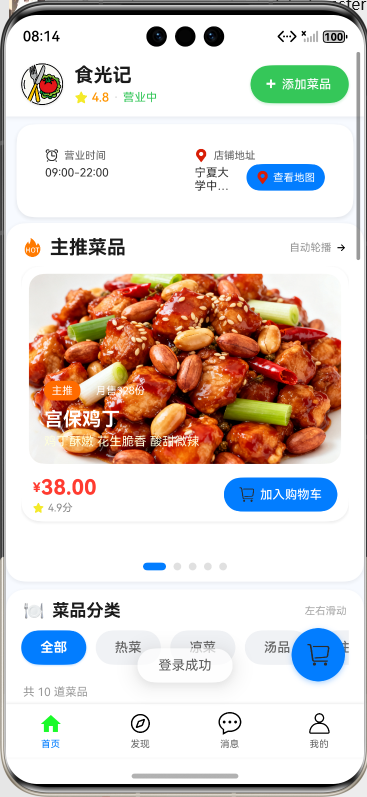 08:14
100
食光记
4.8 · 营业中
+ 添加菜品
营业时间
09:00-22:00
店铺地址
宁夏大
学中...
查看地图
HOT
主推菜品
自动轮播 →
主推
月售328份
宫保鸡丁
鸡丁酥嫩 花生脆香 酸甜微辣
¥38.00
4.9分
加入购物车
菜品分类
左右滑动
全部
热菜
凉菜
汤品
登录成功
共 10 道菜品
首页
发现
消息
我的